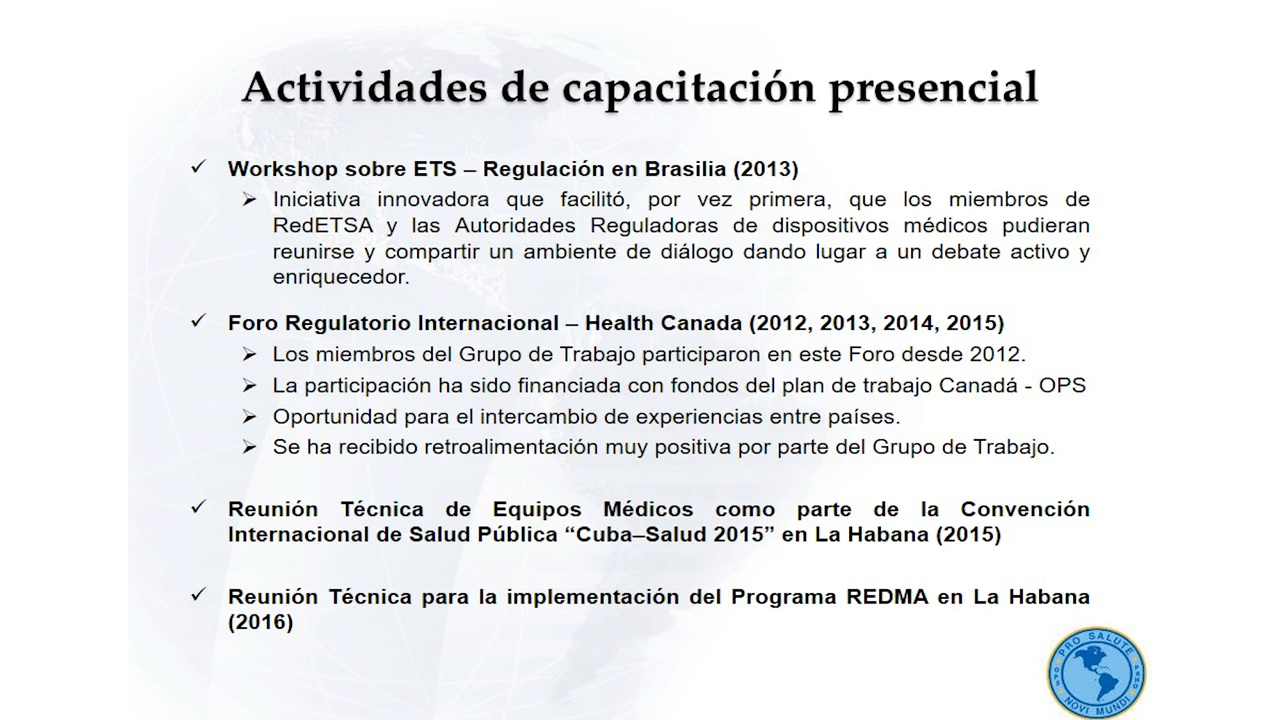 Actividades de capacitación presencial
✓ Workshop sobre ETS – Regulación en Brasilia (2013)
➢ Iniciativa innovadora que facilitó, por vez primera, que los miembros de
RedETSA y las Autoridades Reguladoras de dispositivos médicos pudieran
reunirse y compartir un ambiente de diálogo dando lugar a un debate activo y
enriquecedor.
✓ Foro Regulatorio Internacional – Health Canada (2012, 2013, 2014, 2015)
➢ Los miembros del Grupo de Trabajo participaron en este Foro desde 2012.
➢ La participación ha sido financiada con fondos del plan de trabajo Canadá - OPS
➢ Oportunidad para el intercambio de experiencias entre países.
➢ Se ha recibido retroalimentación muy positiva por parte del Grupo de Trabajo.
✓ Reunión Técnica de Equipos Médicos como parte de la Convención
Internacional de Salud Pública “Cuba–Salud 2015” en La Habana (2015)
✓ Reunión Técnica para la implementación del Programa REDMA en La Habana
(2016)
PRO SALUTE
OPS
PAHO
NOVI MUNDI